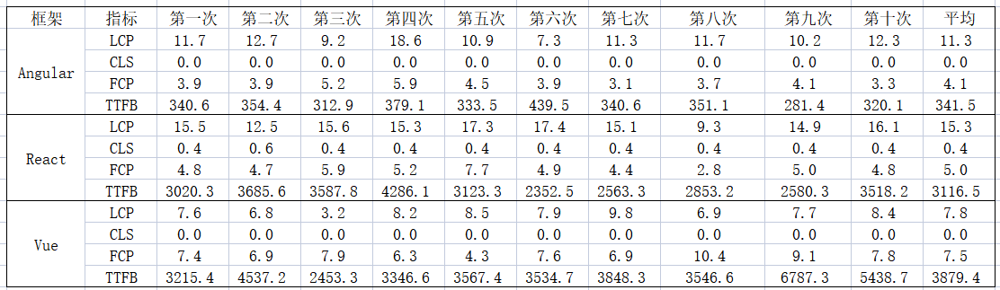 框架 指标 第一次 第二次 第三次 第四次 第五次 第六次 第七次 第八次 第九次 第十次 平均
Angular LCP 11.7 12.7 9.2 18.6 10.9 7.3 11.3 11.7 10.2 12.3 11.3
CLS 0.0 0.0 0.0 0.0 0.0 0.0 0.0 0.0 0.0 0.0 0.0
FCP 3.9 3.9 5.2 5.9 4.5 3.9 3.1 3.7 4.1 3.3 4.1
TTFB 340.6 354.4 312.9 379.1 333.5 439.5 340.6 351.1 281.4 320.1 341.5
React LCP 15.5 12.5 15.6 15.3 17.3 17.4 15.1 9.3 14.9 16.1 15.3
CLS 0.4 0.6 0.4 0.4 0.4 0.4 0.4 0.4 0.4 0.4 0.4
FCP 4.8 4.7 5.9 5.2 7.7 4.9 4.4 2.8 5.0 4.8 5.0
TTFB 3020.3 3685.6 3587.8 4286.1 3123.3 2352.5 2563.3 2853.2 2580.3 3518.2 3116.5
Vue LCP 7.6 6.8 3.2 8.2 8.5 7.9 9.8 6.9 7.7 8.4 7.8
CLS 0.0 0.0 0.0 0.0 0.0 0.0 0.0 0.0 0.0 0.0 0.0
FCP 7.4 6.9 7.9 6.3 4.3 7.6 6.9 10.4 9.1 7.8 7.5
TTFB 3215.4 4537.2 2453.3 3346.6 3567.4 3534.7 3848.3 3546.6 6787.3 5438.7 3879.4